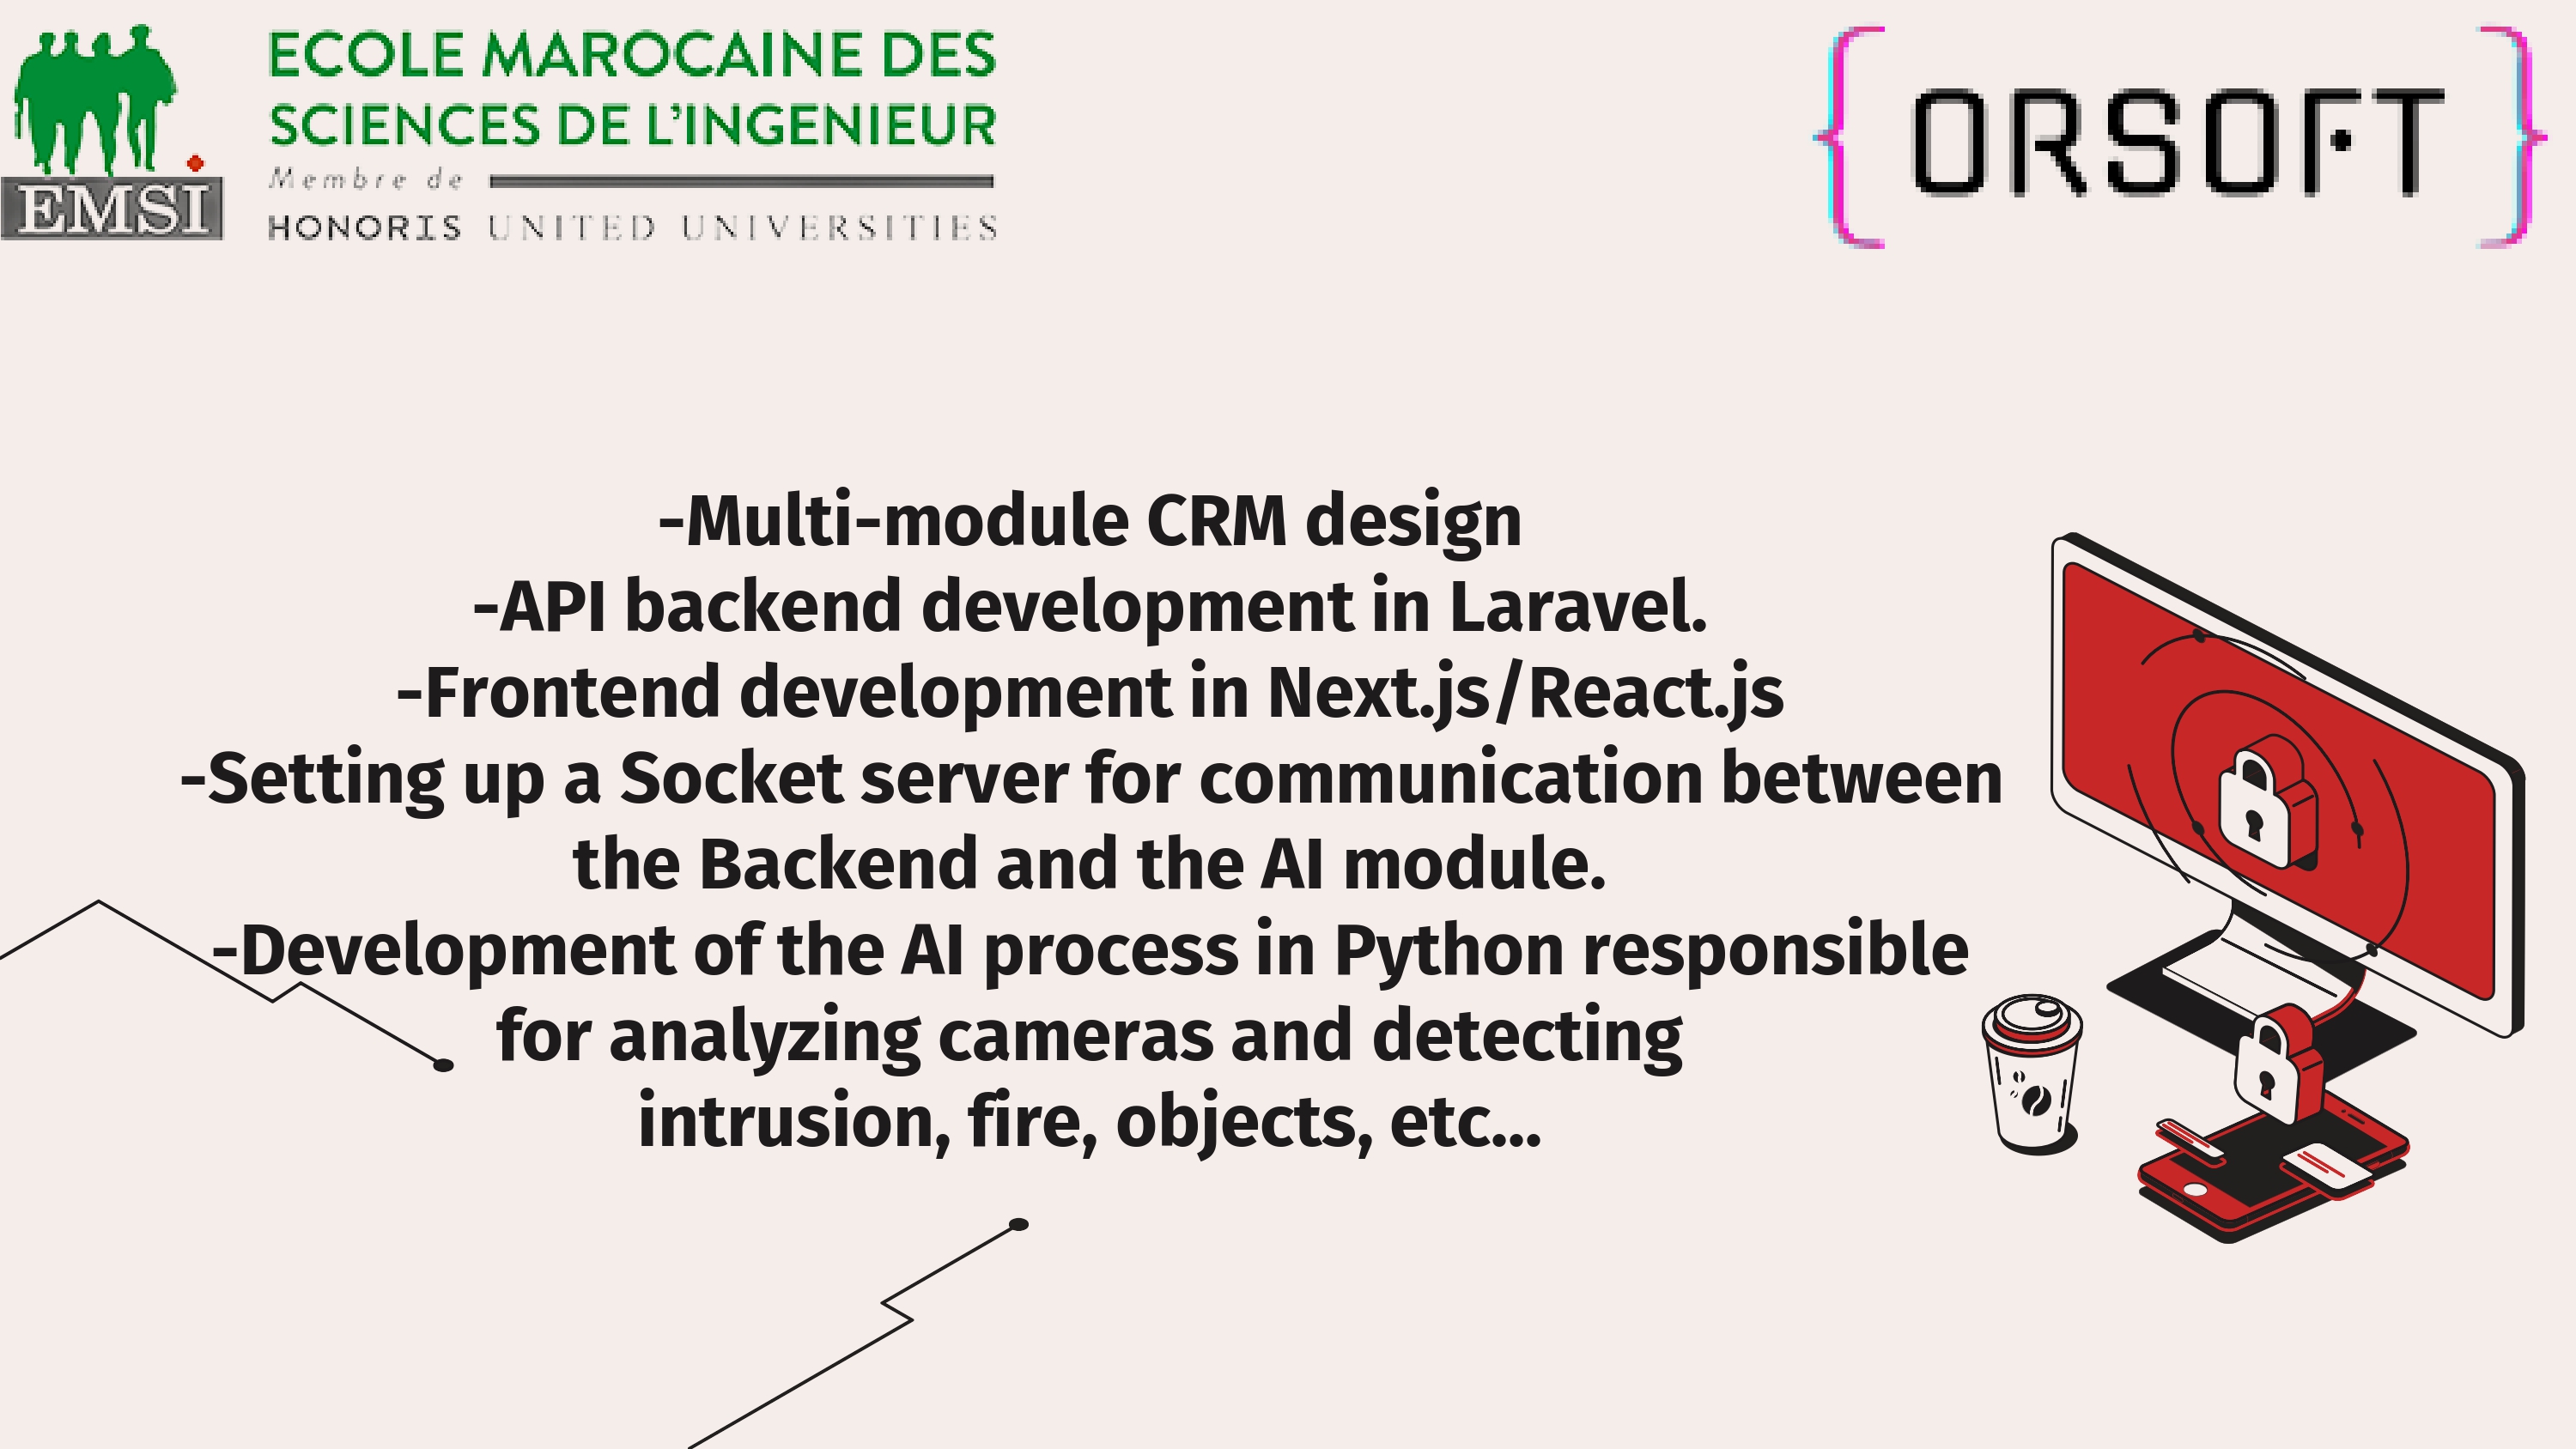 ECOLE MAROCAINE DES
SCIENCES DE L'INGENIEUR
Membre de
HONORIS UNITED UNIVERSITIES
EMSI
{ ORSOFT }
-Multi-module CRM design
-API backend development in Laravel.
-Frontend development in Next.js/React.js
-Setting up a Socket server for communication between
the Backend and the AI module.
-Development of the AI process in Python responsible
for analyzing cameras and detecting
intrusion, fire, objects, etc...